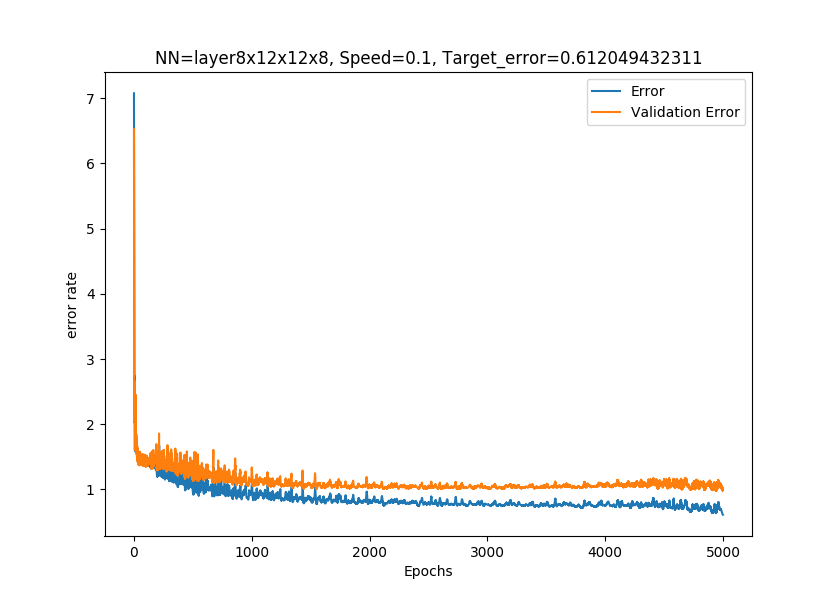 NN=layer8x12x12x8, Speed=0.1, Target_error=0.612049432311
Error
Validation Error
7
6
5
4
3
2
1
error rate
0 1000 2000 3000 4000 5000
Epochs